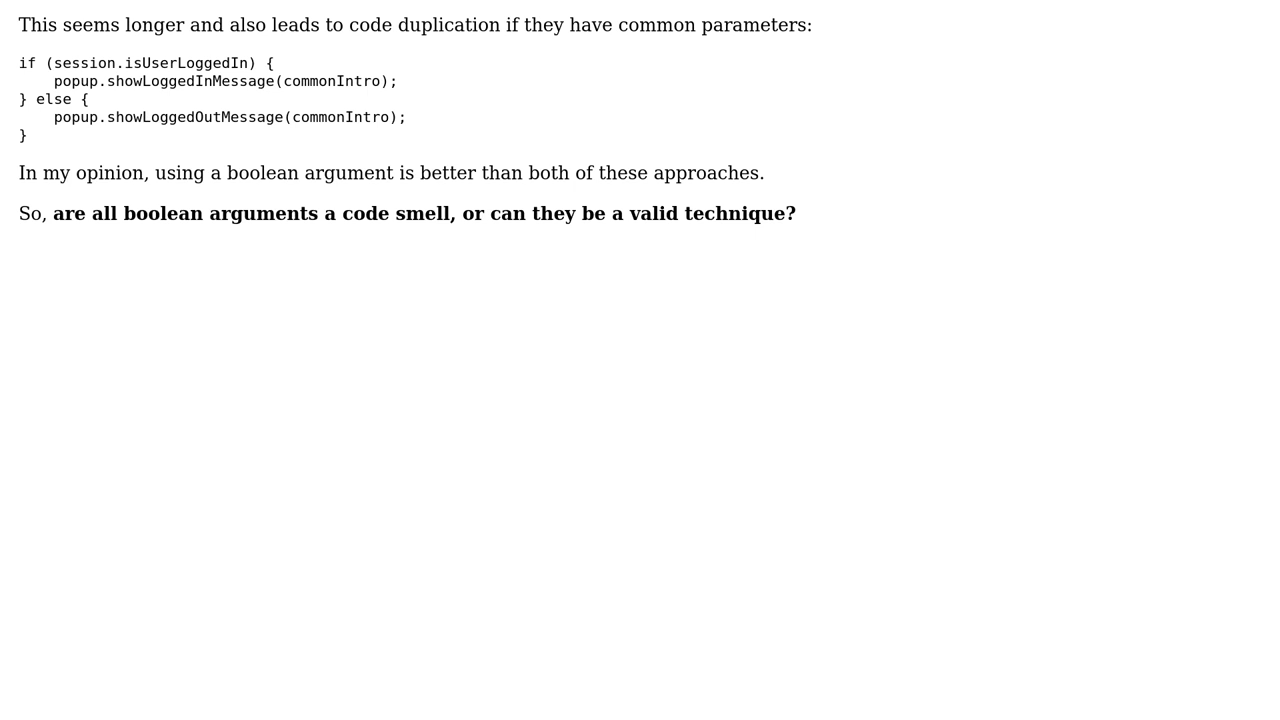 This seems longer and also leads to code duplication if they have common parameters:
if (session.isUserLoggedIn) {
    popup.showLoggedInMessage(commonIntro);
} else {
    popup.showLoggedOutMessage(commonIntro);
}
In my opinion, using a boolean argument is better than both of these approaches.
So, are all boolean arguments a code smell, or can they be a valid technique?